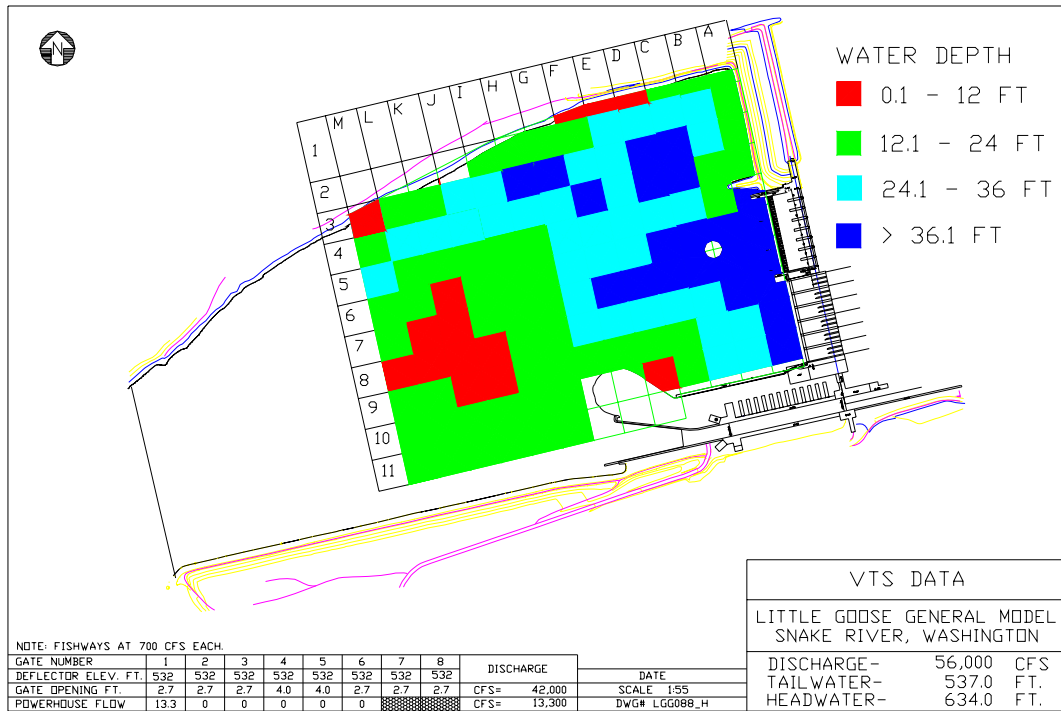 N
A
B
C
D
E
F
G
H
I
J
K
L
M
1
2
3
4
5
6
7
8
9
10
11
WATER DEPTH
0.1 - 12 FT
12.1 - 24 FT
24.1 - 36 FT
> 36.1 FT
VTS DATA
LITTLE GOOSE GENERAL MODEL
SNAKE RIVER, WASHINGTON
DISCHARGE- 56,000 CFS
TAILWATER- 537.0 FT.
HEADWATER- 634.0 FT.
NOTE: FISHWAYS AT 700 CFS EACH.
GATE NUMBER 1 2 3 4 5 6 7 8 DISCHARGE
DEFLECTOR ELEV. FT. 532 532 532 532 532 532 532 532 DATE
GATE OPENING FT. 2.7 2.7 2.7 4.0 4.0 2.7 2.7 2.7 CFS= 42,000 SCALE 1:55
POWERHOUSE FLOW 13.3 0 0 0 0 0 CFS= 13,300 DWG# LGG088_H